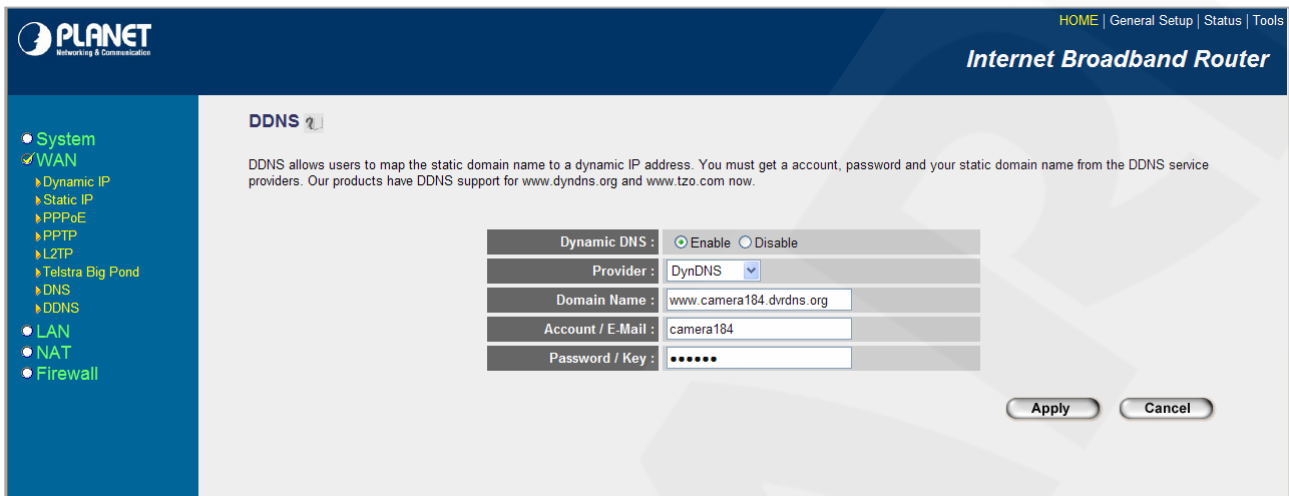 PLANET
Networking & Communication
HOME | General Setup | Status | Tools
Internet Broadband Router
System
WAN
Dynamic IP
Static IP
PPPoE
PPTP
L2TP
Telstra Big Pond
DNS
DDNS
LAN
NAT
Firewall
DDNS
DDNS allows users to map the static domain name to a dynamic IP address. You must get a account, password and your static domain name from the DDNS service
providers. Our products have DDNS support for www.dyndns.org and www.tzo.com now.
Dynamic DNS : Enable Disable
Provider : DynDNS
Domain Name : www.camera184.dvrdns.org
Account / E-Mail : camera184
Password / Key : ••••••
Apply Cancel